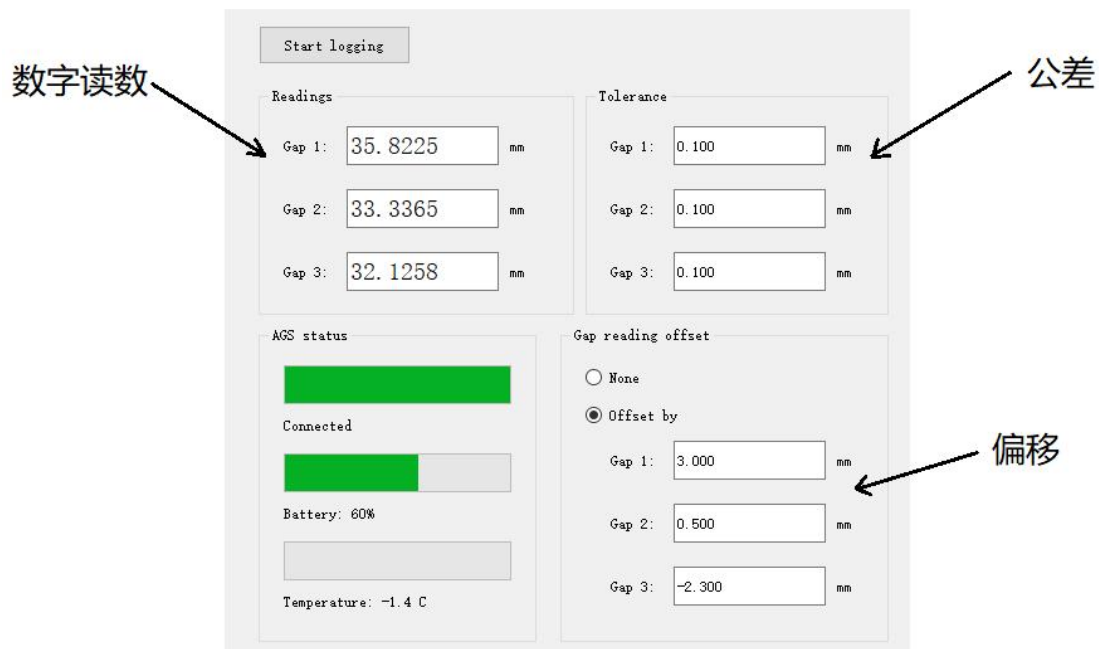 Start logging
数字读数
公差
Readings
Gap 1: 35.8225 mm
Gap 2: 33.3365 mm
Gap 3: 32.1258 mm
Tolerance
Gap 1: 0.100 mm
Gap 2: 0.100 mm
Gap 3: 0.100 mm
AGS status
Connected
Battery: 60%
Temperature: -1.4 C
Gap reading offset
None
Offset by
Gap 1: 3.000 mm
Gap 2: 0.500 mm
Gap 3: -2.300 mm
偏移